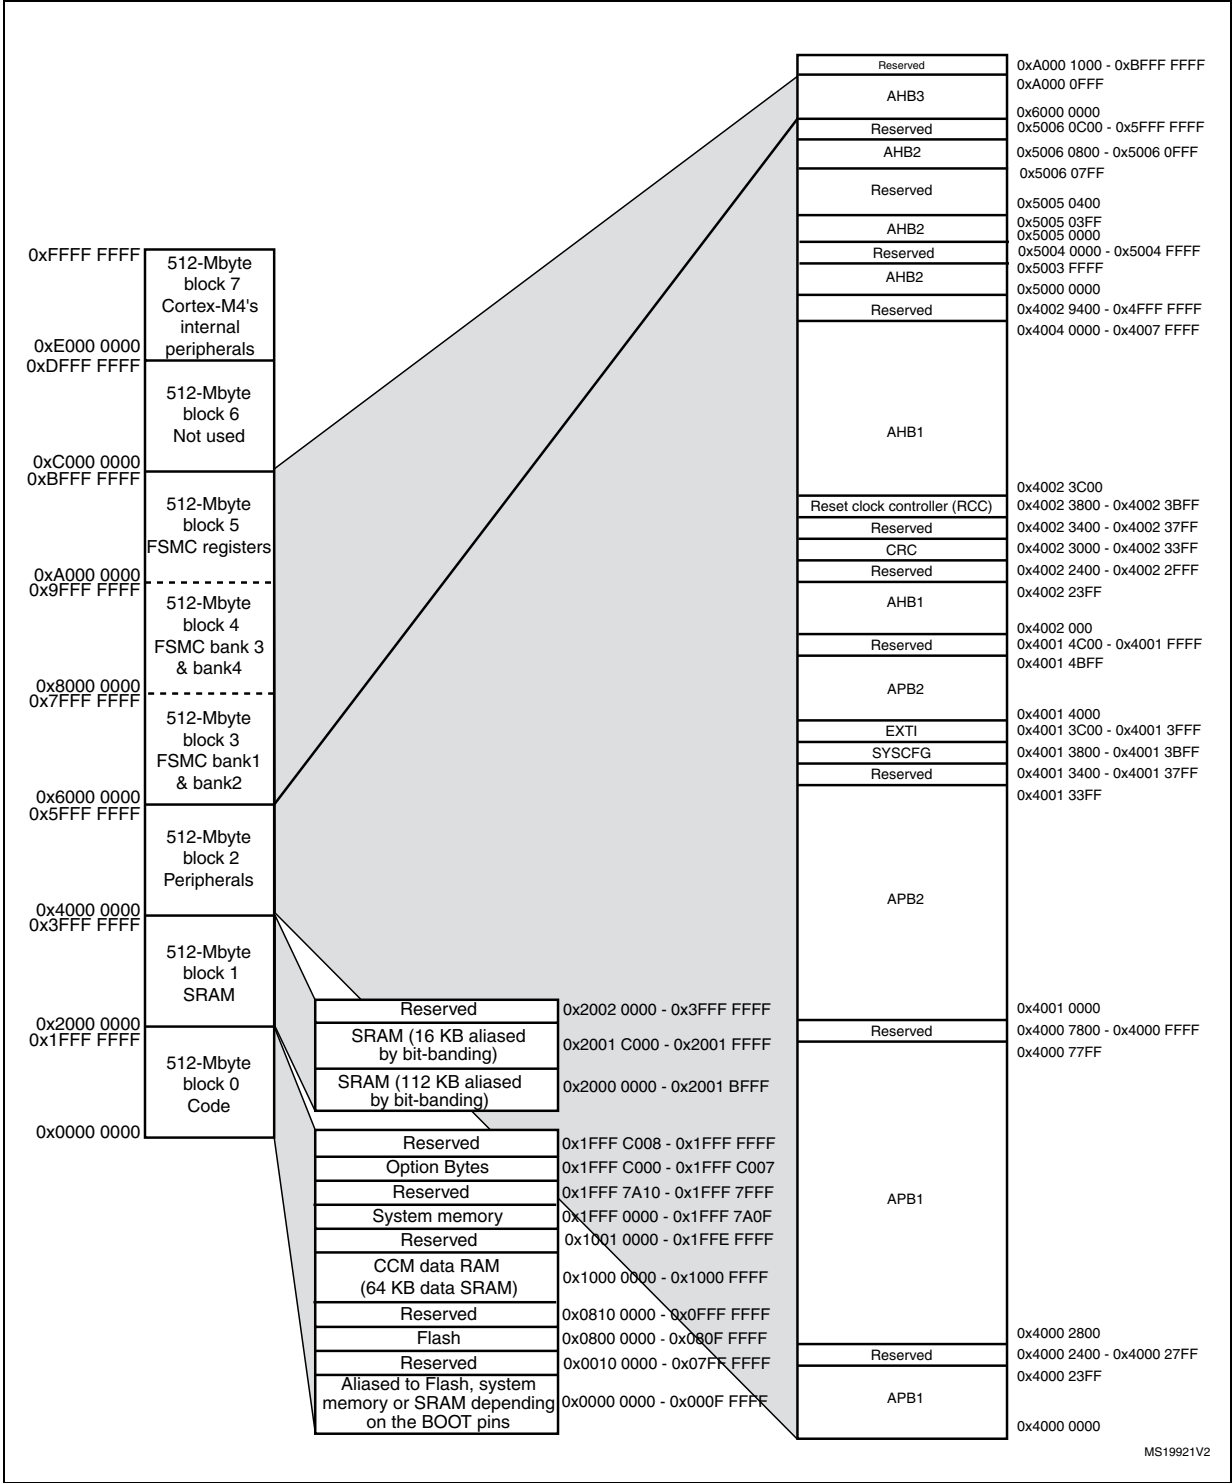 0xFFFF FFFF
512-Mbyte
block 7
Cortex-M4's
internal
peripherals
0xE000 0000
0xDFFF FFFF
512-Mbyte
block 6
Not used
0xC000 0000
0xBFFF FFFF
512-Mbyte
block 5
FSMC registers
0xA000 0000
0x9FFF FFFF
512-Mbyte
block 4
FSMC bank 3
& bank4
0x8000 0000
0x7FFF FFFF
512-Mbyte
block 3
FSMC bank1
& bank2
0x6000 0000
0x5FFF FFFF
512-Mbyte
block 2
Peripherals
0x4000 0000
0x3FFF FFFF
512-Mbyte
block 1
SRAM
0x2000 0000
0x1FFF FFFF
512-Mbyte
block 0
Code
0x0000 0000
Reserved 0x2002 0000 - 0x3FFF FFFF
SRAM (16 KB aliased
by bit-banding)
0x2001 C000 - 0x2001 FFFF
SRAM (112 KB aliased
by bit-banding)
0x2000 0000 - 0x2001 BFFF
Reserved 0x1FFF C008 - 0x1FFF FFFF
Option Bytes 0x1FFF C000 - 0x1FFF C007
Reserved 0x1FFF 7A10 - 0x1FFF 7FFF
System memory 0x1FFF 0000 - 0x1FFF 7A0F
Reserved 0x1001 0000 - 0x1FFE FFFF
CCM data RAM
(64 KB data SRAM)
0x1000 0000 - 0x1000 FFFF
Reserved 0x0810 0000 - 0x0FFF FFFF
Flash 0x0800 0000 - 0x080F FFFF
Reserved 0x0010 0000 - 0x07FF FFFF
Aliased to Flash, system
memory or SRAM depending
on the BOOT pins
0x0000 0000 - 0x000F FFFF
Reserved 0xA000 1000 - 0xBFFF FFFF
0xA000 0FFF
AHB3
0x6000 0000
Reserved 0x5006 0C00 - 0x5FFF FFFF
AHB2 0x5006 0800 - 0x5006 0FFF
0x5006 07FF
Reserved
0x5005 0400
0x5005 03FF
AHB2
0x5005 0000
Reserved 0x5004 0000 - 0x5004 FFFF
0x5003 FFFF
AHB2
0x5000 0000
Reserved 0x4002 9400 - 0x4FFF FFFF
0x4004 0000 - 0x4007 FFFF
AHB1
0x4002 3C00
Reset clock controller (RCC) 0x4002 3800 - 0x4002 3BFF
Reserved 0x4002 3400 - 0x4002 37FF
CRC 0x4002 3000 - 0x4002 33FF
Reserved 0x4002 2400 - 0x4002 2FFF
0x4002 23FF
AHB1
0x4002 000
Reserved 0x4001 4C00 - 0x4001 FFFF
0x4001 4BFF
APB2
0x4001 4000
EXTI 0x4001 3C00 - 0x4001 3FFF
SYSCFG 0x4001 3800 - 0x4001 3BFF
Reserved 0x4001 3400 - 0x4001 37FF
0x4001 33FF
APB2
0x4001 0000
Reserved 0x4000 7800 - 0x4000 FFFF
0x4000 77FF
APB1
0x4000 2800
Reserved 0x4000 2400 - 0x4000 27FF
0x4000 23FF
APB1
0x4000 0000
MS19921V2